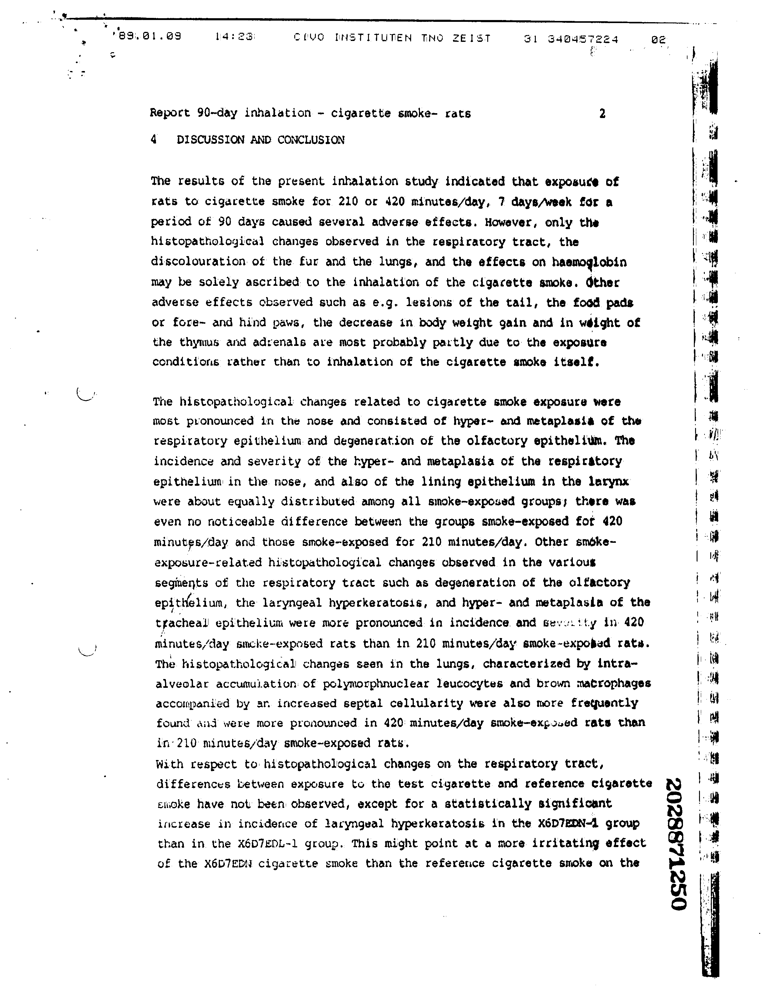 '89.01.09 14:23 CIVO INSTITUTEN TNO ZEIST 31 340457224 02
Report 90-day inhalation - cigarette smoke- rats 2
4 DISCUSSION AND CONCLUSION
The results of the present inhalation study indicated that exposure of
rats to cigarette smoke for 210 or 420 minutes/day, 7 days/week for a
period of 90 days caused several adverse effects. However, only the
histopathological changes observed in the respiratory tract, the
discolouration of the fur and the lungs, and the effects on haemoglobin
may be solely ascribed to the inhalation of the cigarette smoke. Other
adverse effects observed such as e.g. lesions of the tail, the food pads
or fore- and hind paws, the decrease in body weight gain and in weight of
the thymus and adrenals are most probably partly due to the exposure
conditions rather than to inhalation of the cigarette smoke itself.
The histopathological changes related to cigarette smoke exposure were
most pronounced in the nose and consisted of hyper- and metaplasia of the
respiratory epithelium and degeneration of the olfactory epithelium. The
incidence and severity of the hyper- and metaplasia of the respiratory
epithelium in the nose, and also of the lining epithelium in the larynx
were about equally distributed among all smoke-exposed groups; there was
even no noticeable difference between the groups smoke-exposed for 420
minutes/day and those smoke-exposed for 210 minutes/day. Other smoke-
exposure-related histopathological changes observed in the various
segments of the respiratory tract such as degeneration of the olfactory
epithelium, the laryngeal hyperkeratosis, and hyper- and metaplasia of the
tracheal epithelium were more pronounced in incidence and severity in 420
minutes/day smoke-exposed rats than in 210 minutes/day smoke-exposed rats.
The histopathological changes seen in the lungs, characterized by intra-
alveolar accumulation of polymorphnuclear leucocytes and brown macrophages
accompanied by an increased septal cellularity were also more frequently
found and were more pronounced in 420 minutes/day smoke-exposed rats than
in 210 minutes/day smoke-exposed rats.
With respect to histopathological changes on the respiratory tract,
differences between exposure to the test cigarette and reference cigarette
smoke have not been observed, except for a statistically significant
increase in incidence of laryngeal hyperkeratosis in the X6D7EDN-1 group
than in the X6D7EDL-1 group. This might point at a more irritating effect
of the X6D7EDN cigarette smoke than the reference cigarette smoke on the
2028871250